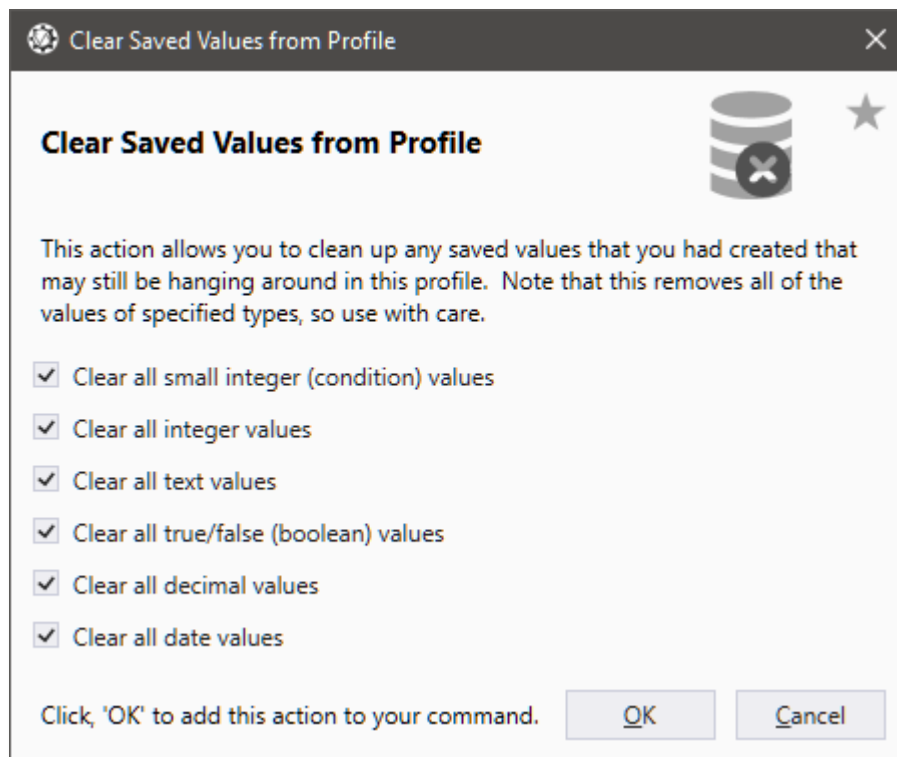 Clear Saved Values from Profile
Clear Saved Values from Profile
This action allows you to clean up any saved values that you had created that
may still be hanging around in this profile.  Note that this removes all of the
values of specified types, so use with care.
Clear all small integer (condition) values
Clear all integer values
Clear all text values
Clear all true/false (boolean) values
Clear all decimal values
Clear all date values
Click, 'OK' to add this action to your command.
OK
Cancel